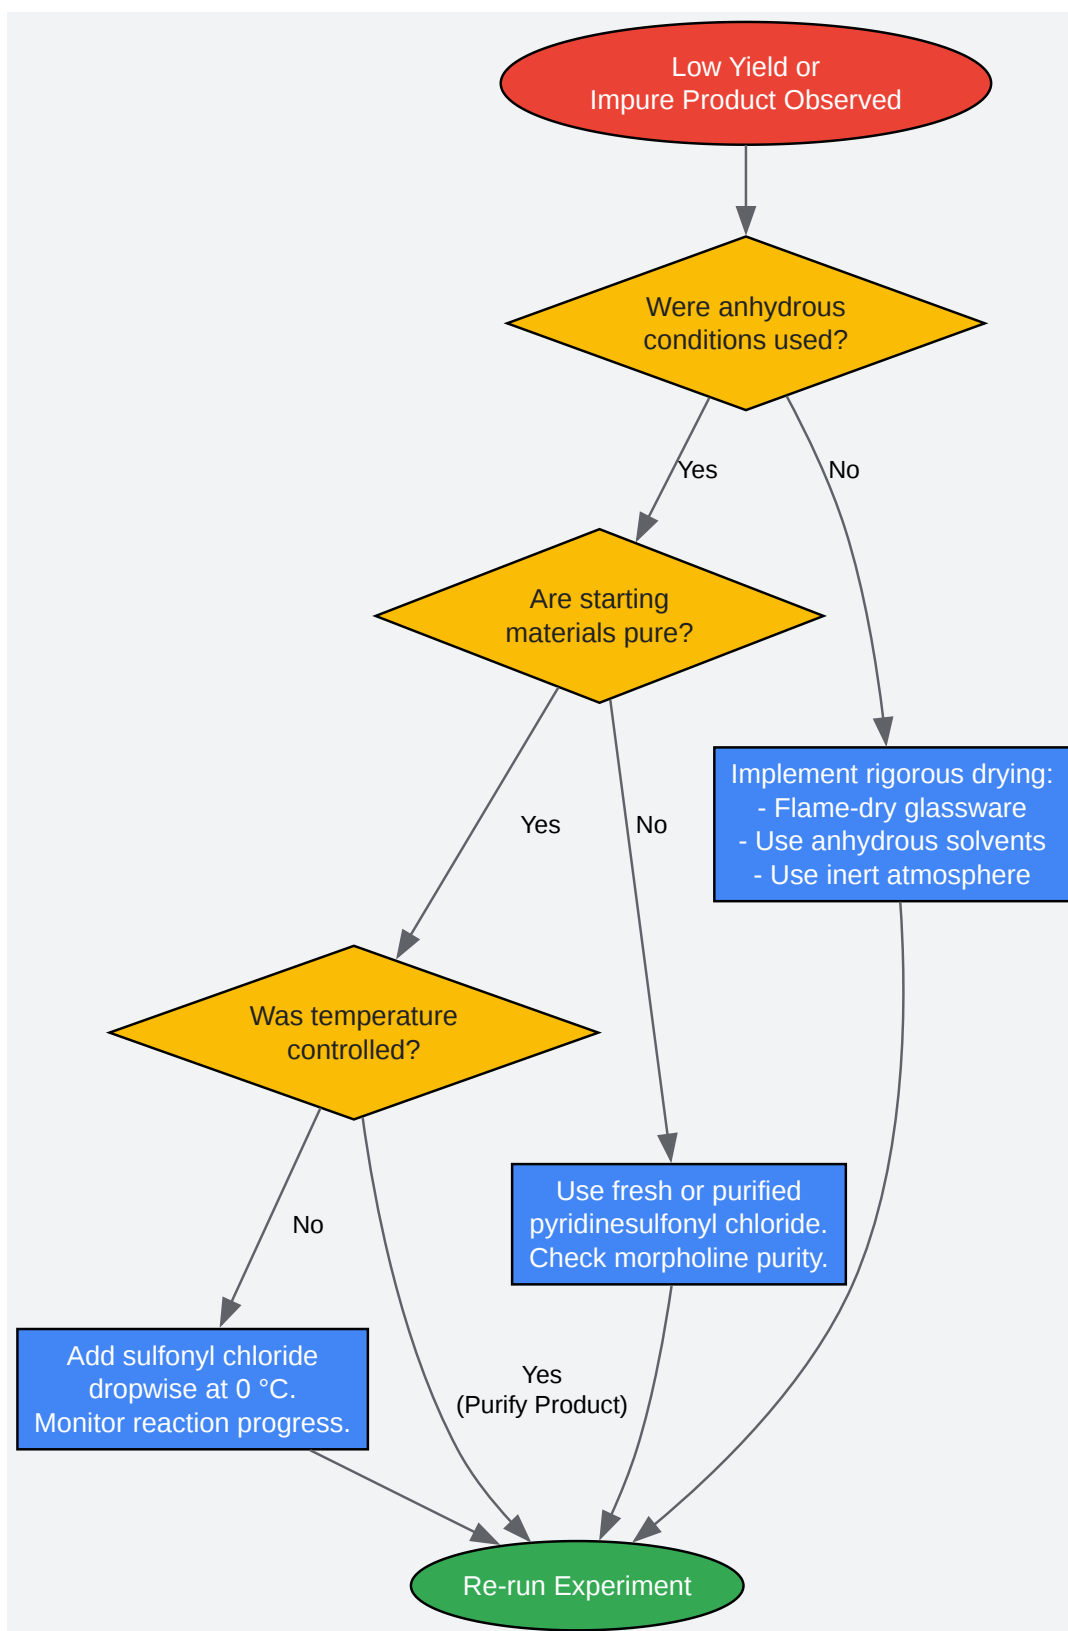 Low Yield or
Impure Product Observed
Were anhydrous
conditions used?
Yes
No
Are starting
materials pure?
Implement rigorous drying:
- Flame-dry glassware
- Use anhydrous solvents
- Use inert atmosphere
Yes
No
Was temperature
controlled?
Use fresh or purified
pyridinesulfonyl chloride.
Check morpholine purity.
No
Add sulfonyl chloride
dropwise at 0 °C.
Monitor reaction progress.
Yes
(Purify Product)
Re-run Experiment